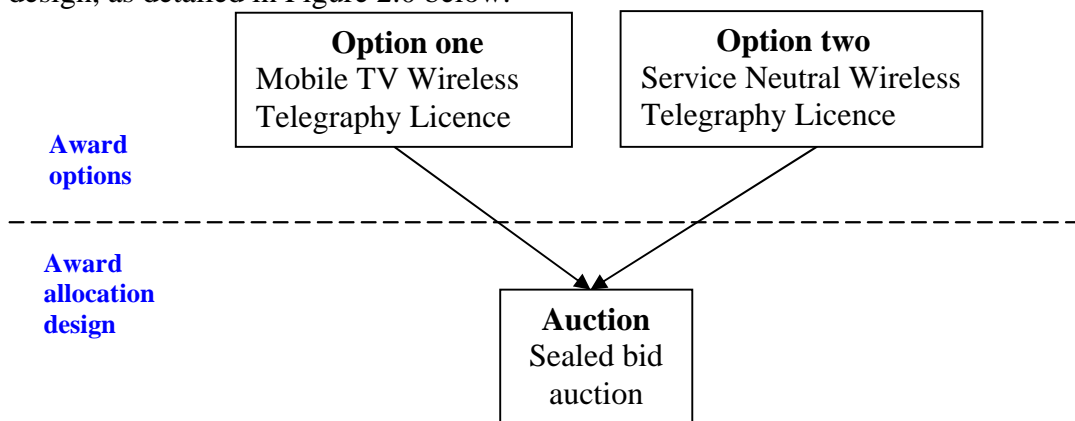 design, as detailed in Figure 2.0 below.
Option one
Mobile TV Wireless
Telegraphy Licence
Option two
Service Neutral Wireless
Telegraphy Licence
Award
options
Award
allocation
design
Auction
Sealed bid
auction